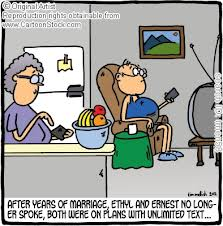 © Original Artist
Reproduction rights obtainable from
www.CartoonStock.com
AFTER YEARS OF MARRIAGE, ETHYL AND ERNEST NO LONG-
ER SPOKE, BOTH WERE ON PLANS WITH UNLIMITED TEXT...